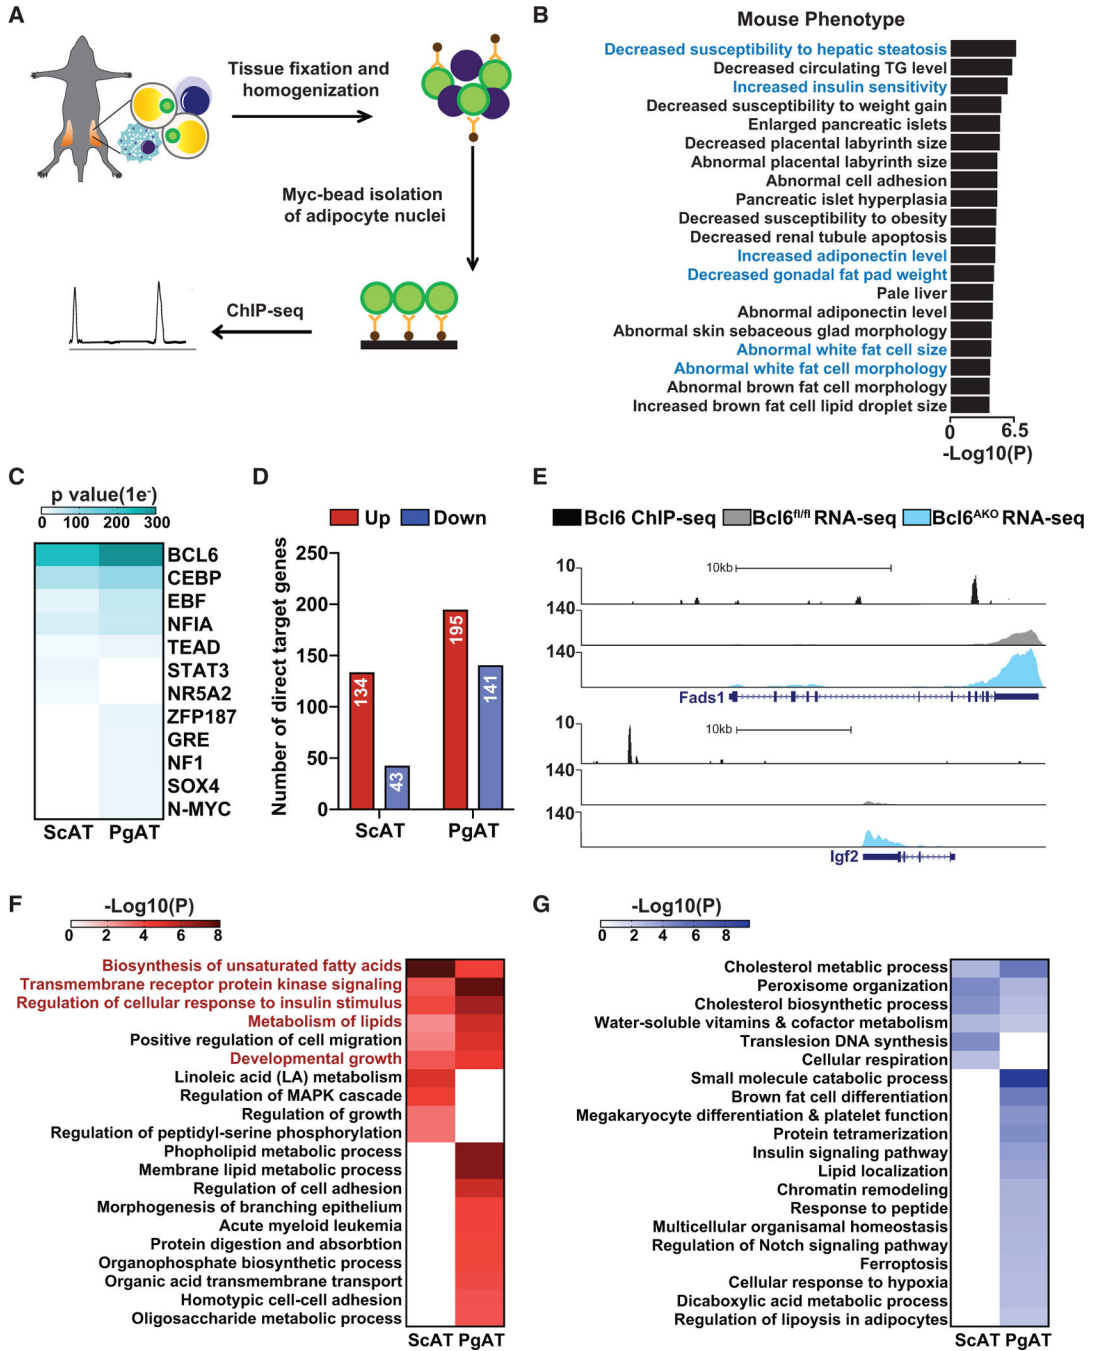 A
Tissue fixation and
homogenization
Myc-bead isolation
of adipocyte nuclei
ChIP-seq
B
Mouse Phenotype
Decreased susceptibility to hepatic steatosis
Decreased circulating TG level
Increased insulin sensitivity
Decreased susceptibility to weight gain
Enlarged pancreatic islets
Decreased placental labyrinth size
Abnormal placental labyrinth size
Abnormal cell adhesion
Pancreatic islet hyperplasia
Decreased susceptibility to obesity
Decreased renal tubule apoptosis
Increased adiponectin level
Decreased gonadal fat pad weight
Pale liver
Abnormal adiponectin level
Abnormal skin sebaceous glad morphology
Abnormal white fat cell size
Abnormal white fat cell morphology
Abnormal brown fat cell morphology
Increased brown fat cell lipid droplet size
0 6.5
-Log10(P)
C
p value(1e-)
0 100 200 300
BCL6
CEBP
EBF
NFIA
TEAD
STAT3
NR5A2
ZFP187
GRE
NF1
SOX4
N-MYC
ScAT PgAT
D
Up Down
Number of direct target genes
250
200
150
100
50
0
134
43
195
141
ScAT PgAT
E
Bcl6 ChIP-seq Bcl6fl/fl RNA-seq Bcl6AKO RNA-seq
10
10kb
140
140
Fads1
10
10kb
140
140
Igf2
F
-Log10(P)
0 2 4 6 8
Biosynthesis of unsaturated fatty acids
Transmembrane receptor protein kinase signaling
Regulation of cellular response to insulin stimulus
Metabolism of lipids
Positive regulation of cell migration
Developmental growth
Linoleic acid (LA) metabolism
Regulation of MAPK cascade
Regulation of growth
Regulation of peptidyl-serine phosphorylation
Phopholipid metabolic process
Membrane lipid metabolic process
Regulation of cell adhesion
Morphogenesis of branching epithelium
Acute myeloid leukemia
Protein digestion and absorbtion
Organophosphate biosynthetic process
Organic acid transmembrane transport
Homotypic cell-cell adhesion
Oligosaccharide metabolic process
ScAT PgAT
G
-Log10(P)
0 2 4 6 8
Cholesterol metablic process
Peroxisome organization
Cholesterol biosynthetic process
Water-soluble vitamins & cofactor metabolism
Translesion DNA synthesis
Cellular respiration
Small molecule catabolic process
Brown fat cell differentiation
Megakaryocyte differentiation & platelet function
Protein tetramerization
Insulin signaling pathway
Lipid localization
Chromatin remodeling
Response to peptide
Multicellular organisamal homeostasis
Regulation of Notch signaling pathway
Ferroptosis
Cellular response to hypoxia
Dicaboxylic acid metabolic process
Regulation of lipoysis in adipocytes
ScAT PgAT